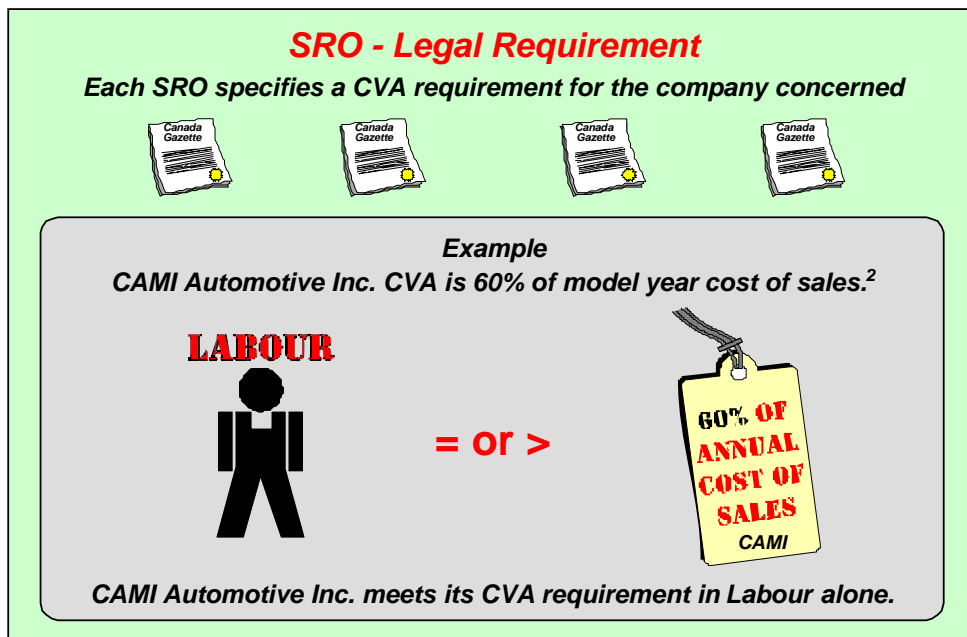 SRO - Legal Requirement
Each SRO specifies a CVA requirement for the company concerned
Canada
Gazette
Canada
Gazette
Canada
Gazette
Canada
Gazette
Example
CAMI Automotive Inc. CVA is 60% of model year cost of sales.²
LABOUR
= or >
60% OF
ANNUAL
COST OF
SALES
CAMI
CAMI Automotive Inc. meets its CVA requirement in Labour alone.